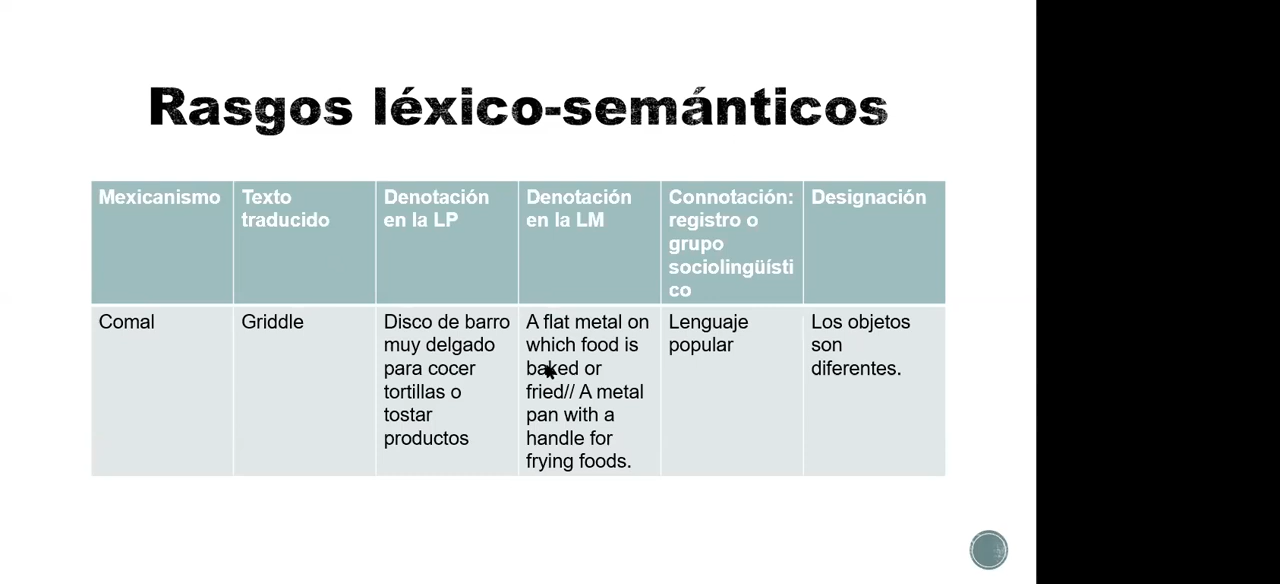 Rasgos léxico-semánticos
Mexicanismo
Texto
traducido
Denotación
en la LP
Denotación
en la LM
Connotación:
registro o
grupo
sociolingüísti
co
Designación
Comal
Griddle
Disco de barro
muy delgado
para cocer
tortillas o
tostar
productos
A flat metal on
which food is
baked or
fried// A metal
pan with a
handle for
frying foods.
Lenguaje
popular
Los objetos
son
diferentes.